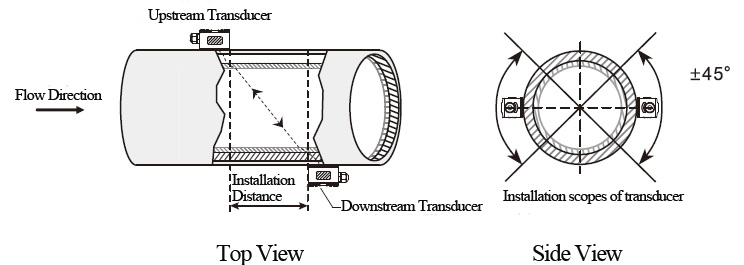 Upstream Transducer
Flow Direction
Installation
Distance
Downstream Transducer
Top View
±45°
Installation scopes of transducer
Side View